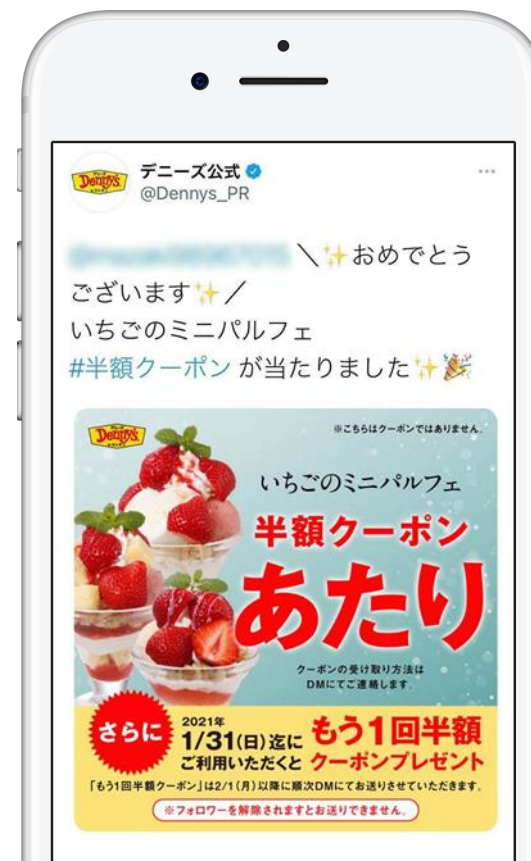 Denny's
デニーズ公式
@Dennys_PR
＼✨おめでとう
ございます✨／
いちごのミニパルフェ
#半額クーポン が当たりました✨🎉
Denny's
※こちらはクーポンではありません。
いちごのミニパルフェ
半額クーポン
あたり
クーポンの受け取り方法は
DMにてご連絡します。
さらに
2021年
1/31(日)迄に
ご利用いただくと
もう1回半額
クーポンプレゼント
「もう1回半額クーポン」は2/1(月)以降に順次DMにてお送りさせていただきます。
※フォロワーを解除されますとお送りできません。